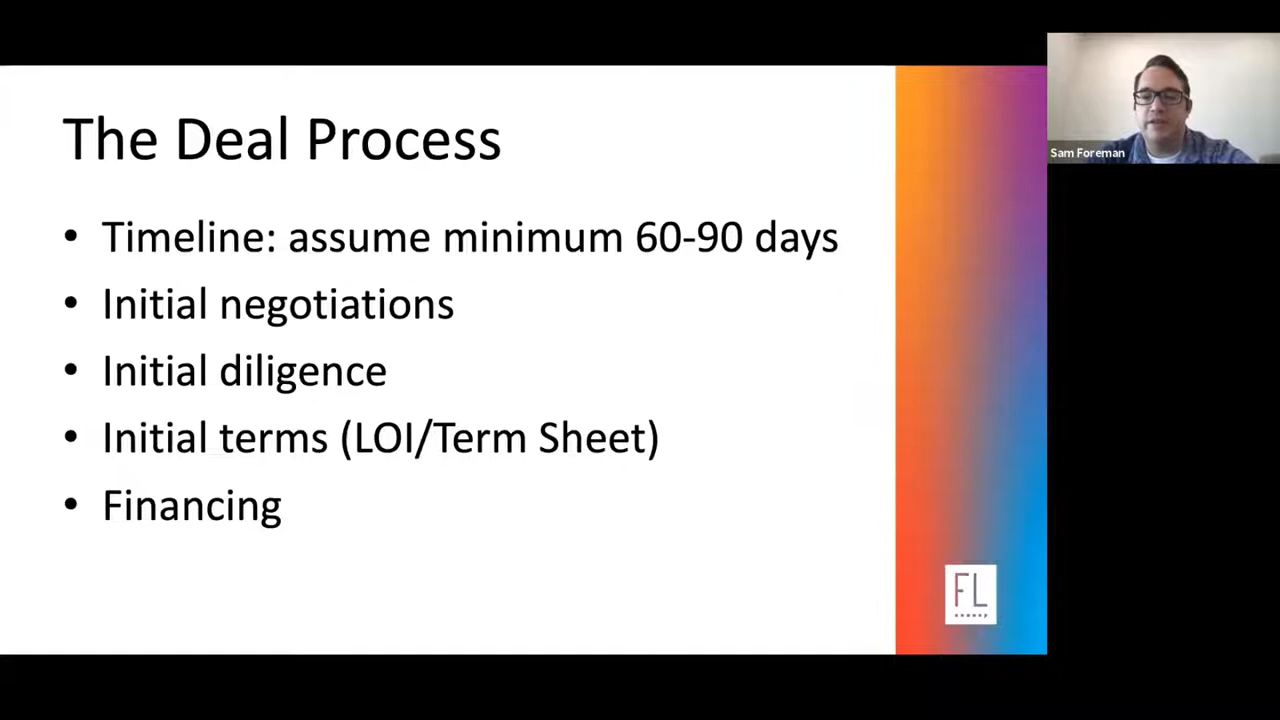 The Deal Process
• Timeline: assume minimum 60-90 days
• Initial negotiations
• Initial diligence
• Initial terms (LOI/Term Sheet)
• Financing
Sam Foreman
FL